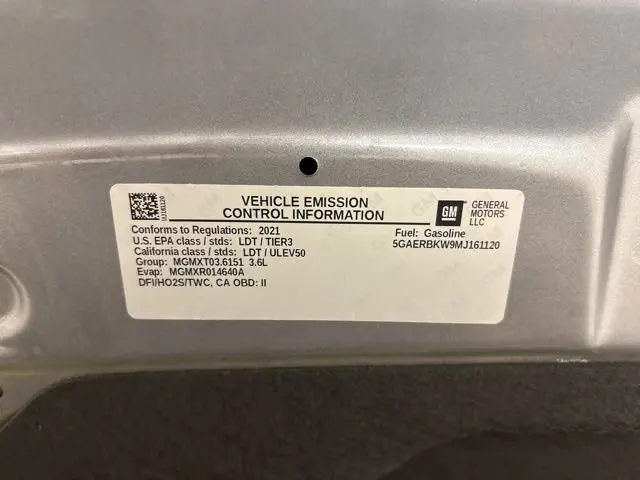 MJ161120
VEHICLE EMISSION
CONTROL INFORMATION
GM
GENERAL
MOTORS
LLC
Conforms to Regulations: 2021
U.S. EPA class / stds: LDT / TIER3
California class / stds: LDT / ULEV50
Group: MGMXT03.6151 3.6L
Evap: MGMXR014640A
DFI/HO2S/TWC, CA OBD: II
Fuel: Gasoline
5GAERBKW9MJ161120